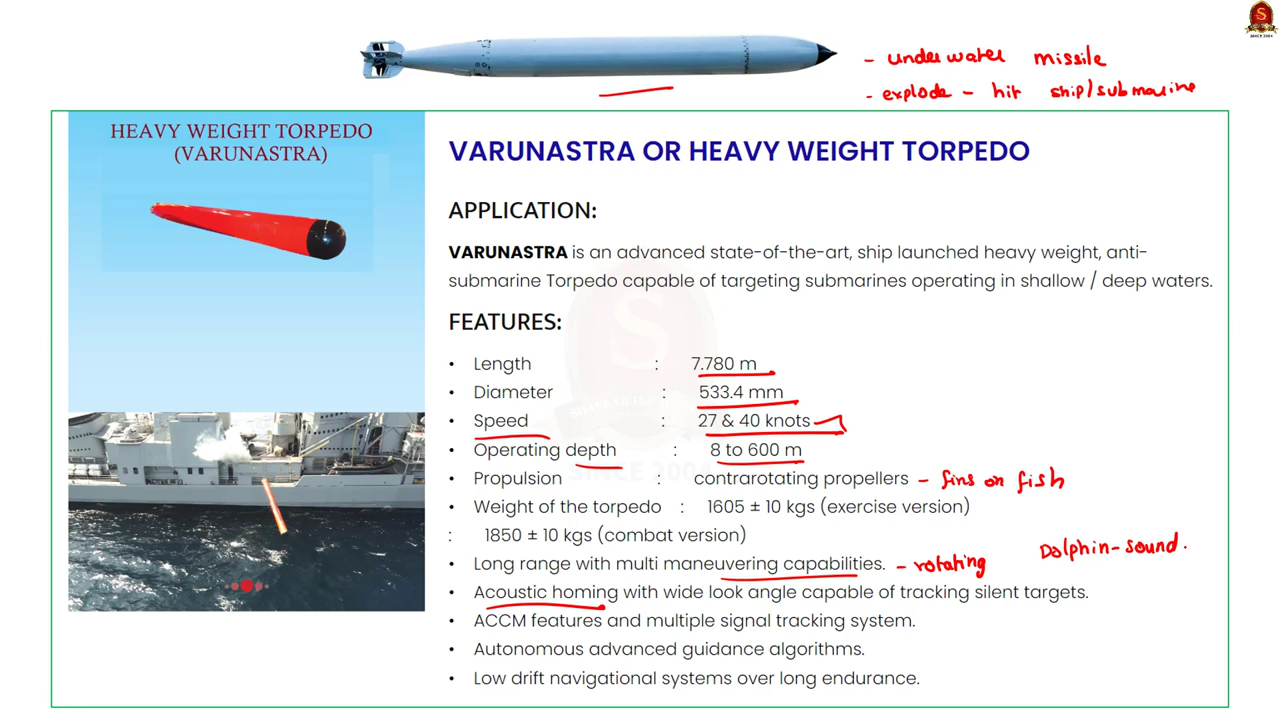 - underwater missile
- explode - hit ship/submarine
HEAVY WEIGHT TORPEDO
(VARUNASTRA)
VARUNASTRA OR HEAVY WEIGHT TORPEDO
APPLICATION:
VARUNASTRA is an advanced state-of-the-art, ship launched heavy weight, anti-
submarine Torpedo capable of targeting submarines operating in shallow / deep waters.
FEATURES:
• Length : 7.780 m
• Diameter : 533.4 mm
• Speed : 27 & 40 knots
• Operating depth : 8 to 600 m
• Propulsion : contrarotating propellers - fins on fish
• Weight of the torpedo : 1605 ± 10 kgs (exercise version)
: 1850 ± 10 kgs (combat version)
Dolphin-sound.
• Long range with multi maneuvering capabilities. - rotating
• Acoustic homing with wide look angle capable of tracking silent targets.
• ACCM features and multiple signal tracking system.
• Autonomous advanced guidance algorithms.
• Low drift navigational systems over long endurance.
S
SINCE 2004
S
SINCE 2004